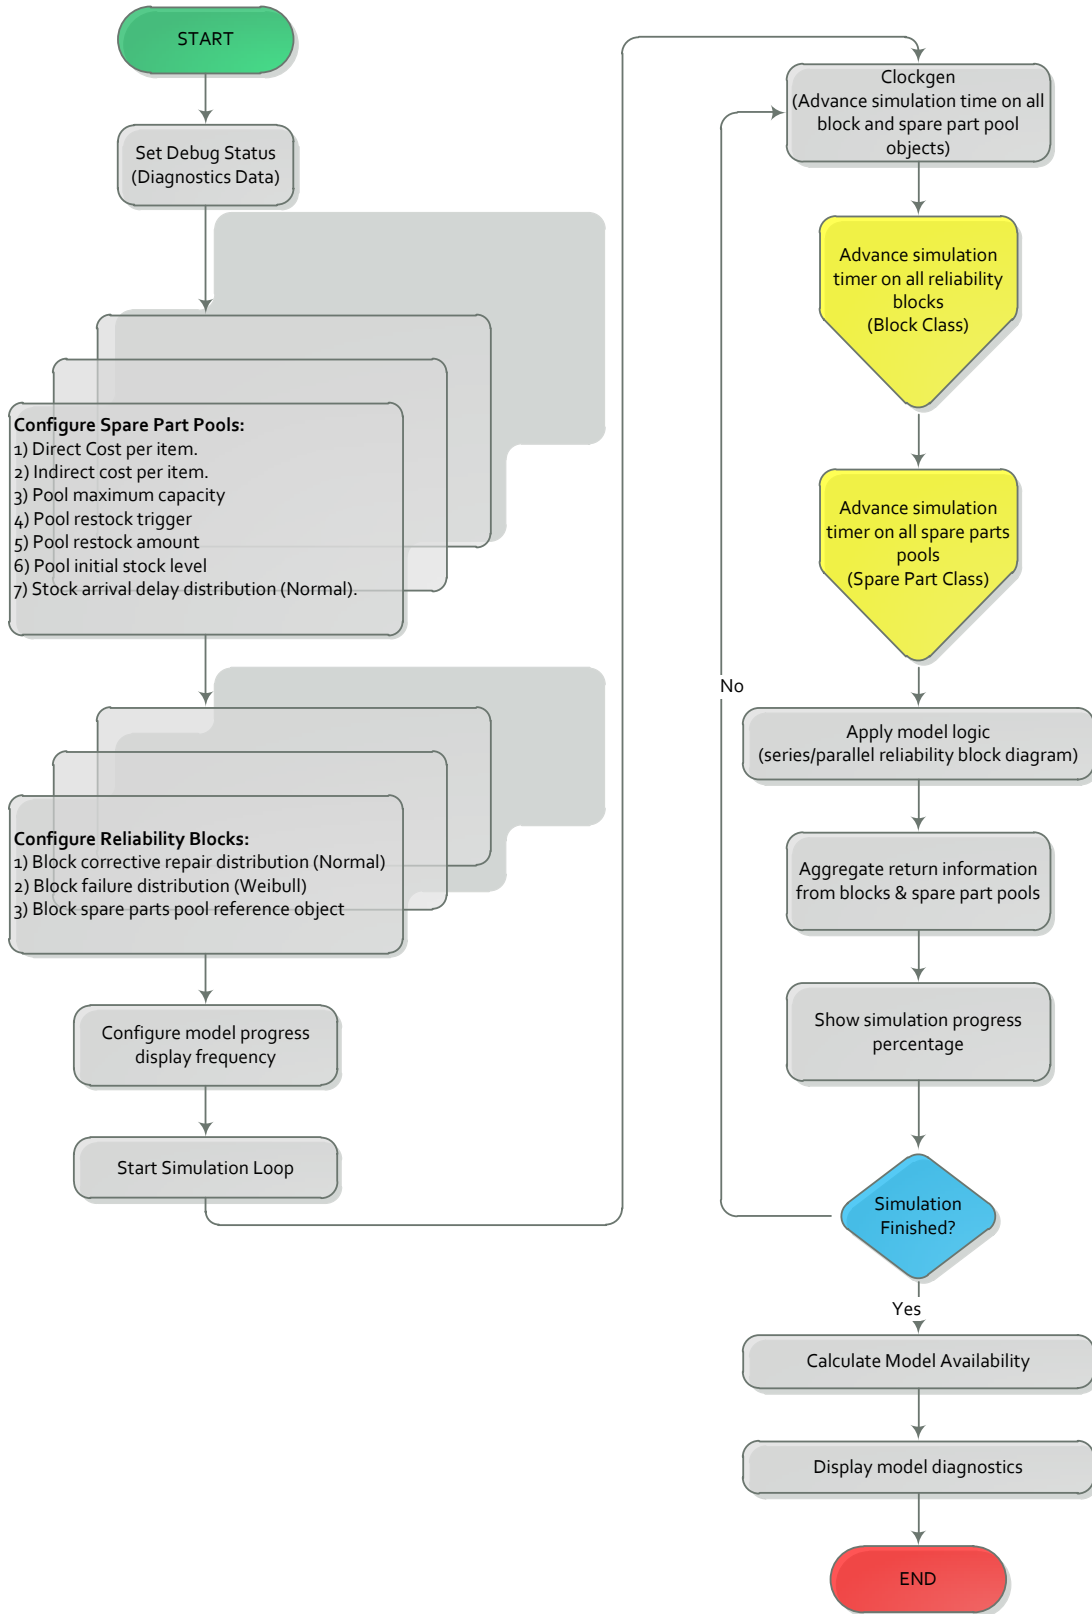 START
Set Debug Status
(Diagnostics Data)
Configure Spare Part Pools:
1) Direct Cost per item.
2) Indirect cost per item.
3) Pool maximum capacity
4) Pool restock trigger
5) Pool restock amount
6) Pool initial stock level
7) Stock arrival delay distribution (Normal).
Configure Reliability Blocks:
1) Block corrective repair distribution (Normal)
2) Block failure distribution (Weibull)
3) Block spare parts pool reference object
Configure model progress
display frequency
Start Simulation Loop
Clockgen
(Advance simulation time on all
block and spare part pool
objects)
Advance simulation
timer on all reliability
blocks
(Block Class)
Advance simulation
timer on all spare parts
pools
(Spare Part Class)
No
Apply model logic
(series/parallel reliability block diagram)
Aggregate return information
from blocks & spare part pools
Show simulation progress
percentage
Simulation
Finished?
Yes
Calculate Model Availability
Display model diagnostics
END